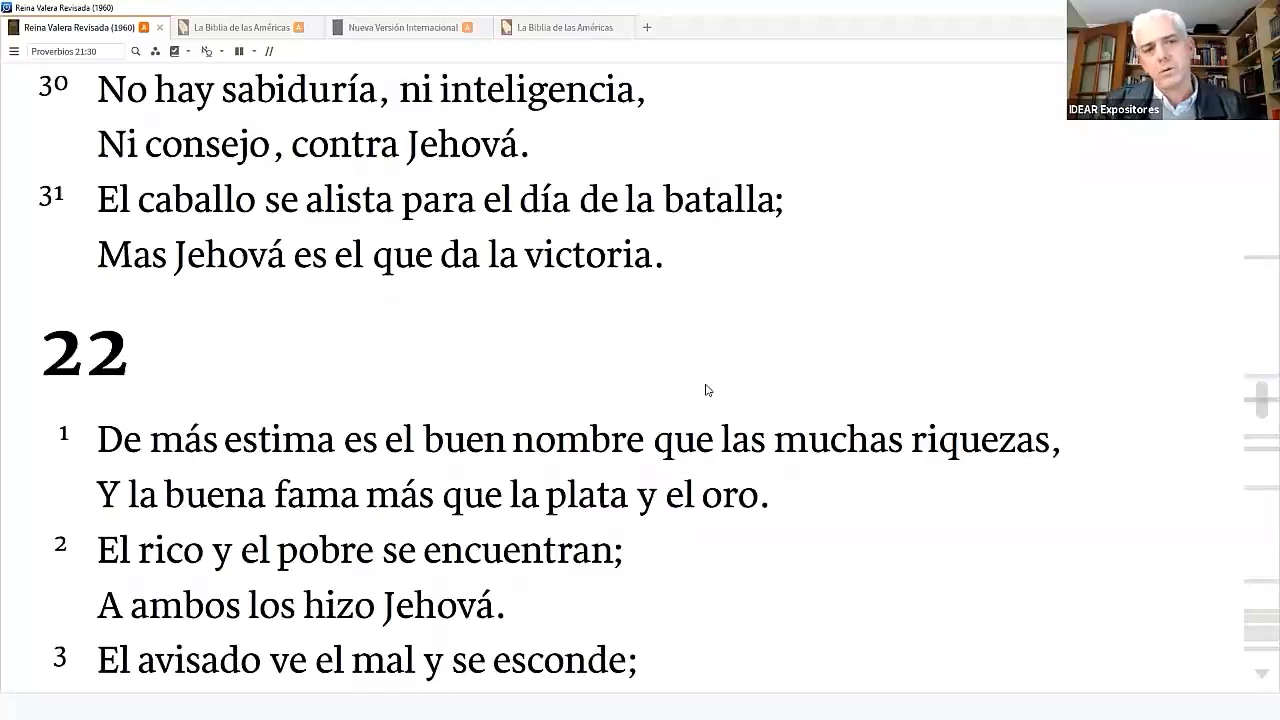 Reina Valera Revisada (1960)
Reina Valera Revisada (1960) A
La Biblia de las Américas A
Nueva Versión Internacional A
La Biblia de las Américas
Proverbios 21:30
IDEAR Expositores
30 No hay sabiduría, ni inteligencia,
Ni consejo, contra Jehová.
31 El caballo se alista para el día de la batalla;
Mas Jehová es el que da la victoria.
22
1 De más estima es el buen nombre que las muchas riquezas,
Y la buena fama más que la plata y el oro.
2 El rico y el pobre se encuentran;
A ambos los hizo Jehová.
3 El avisado ve el mal y se esconde;